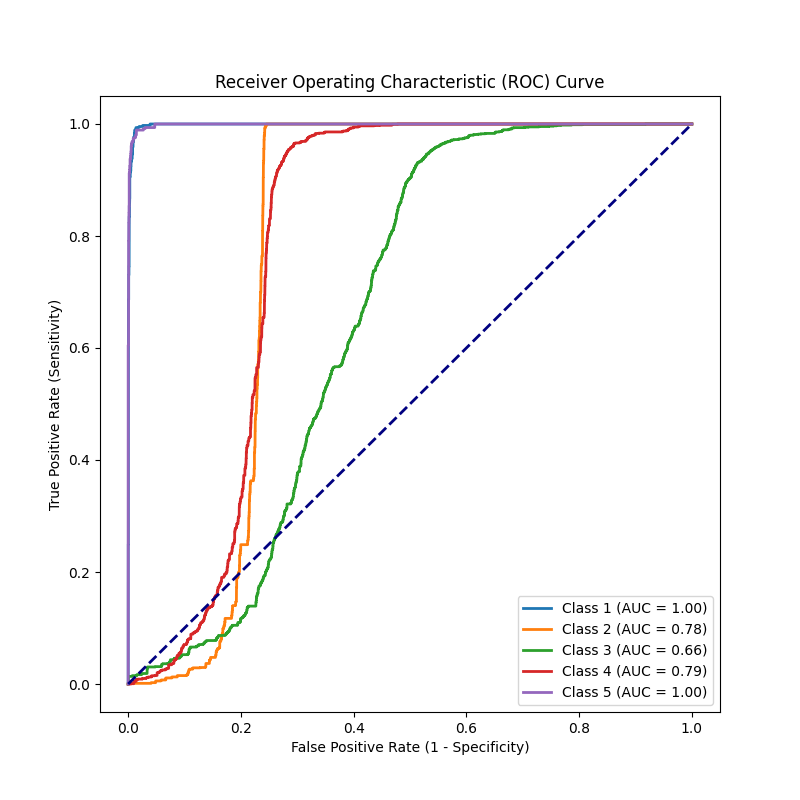 Receiver Operating Characteristic (ROC) Curve
1.0
0.8
0.6
0.4
0.2
0.0
True Positive Rate (Sensitivity)
Class 1 (AUC = 1.00)
Class 2 (AUC = 0.78)
Class 3 (AUC = 0.66)
Class 4 (AUC = 0.79)
Class 5 (AUC = 1.00)
0.0 0.2 0.4 0.6 0.8 1.0
False Positive Rate (1 - Specificity)